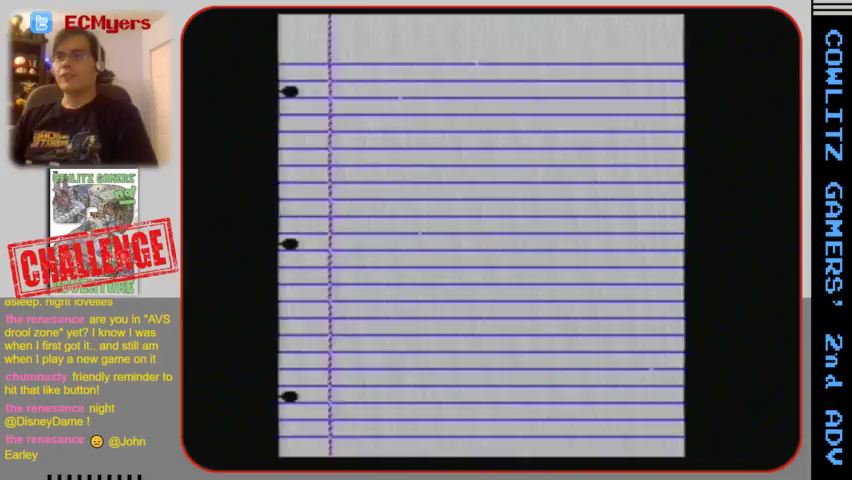 ECMyers
COWLITZ GAMERS'
2nd
CHALLENGE
ADVENTURE
asleep. night lovelies
the renesance are you in "AVS
drool zone" yet? I know I was
when I first got it.. and still am
when I play a new game on it
chumnasty friendly reminder to
hit that like button!
the renesance night
@DisneyDame !
the renesance 😞 @John
Earley
COWLITZ GAMERS' 2nd ADV